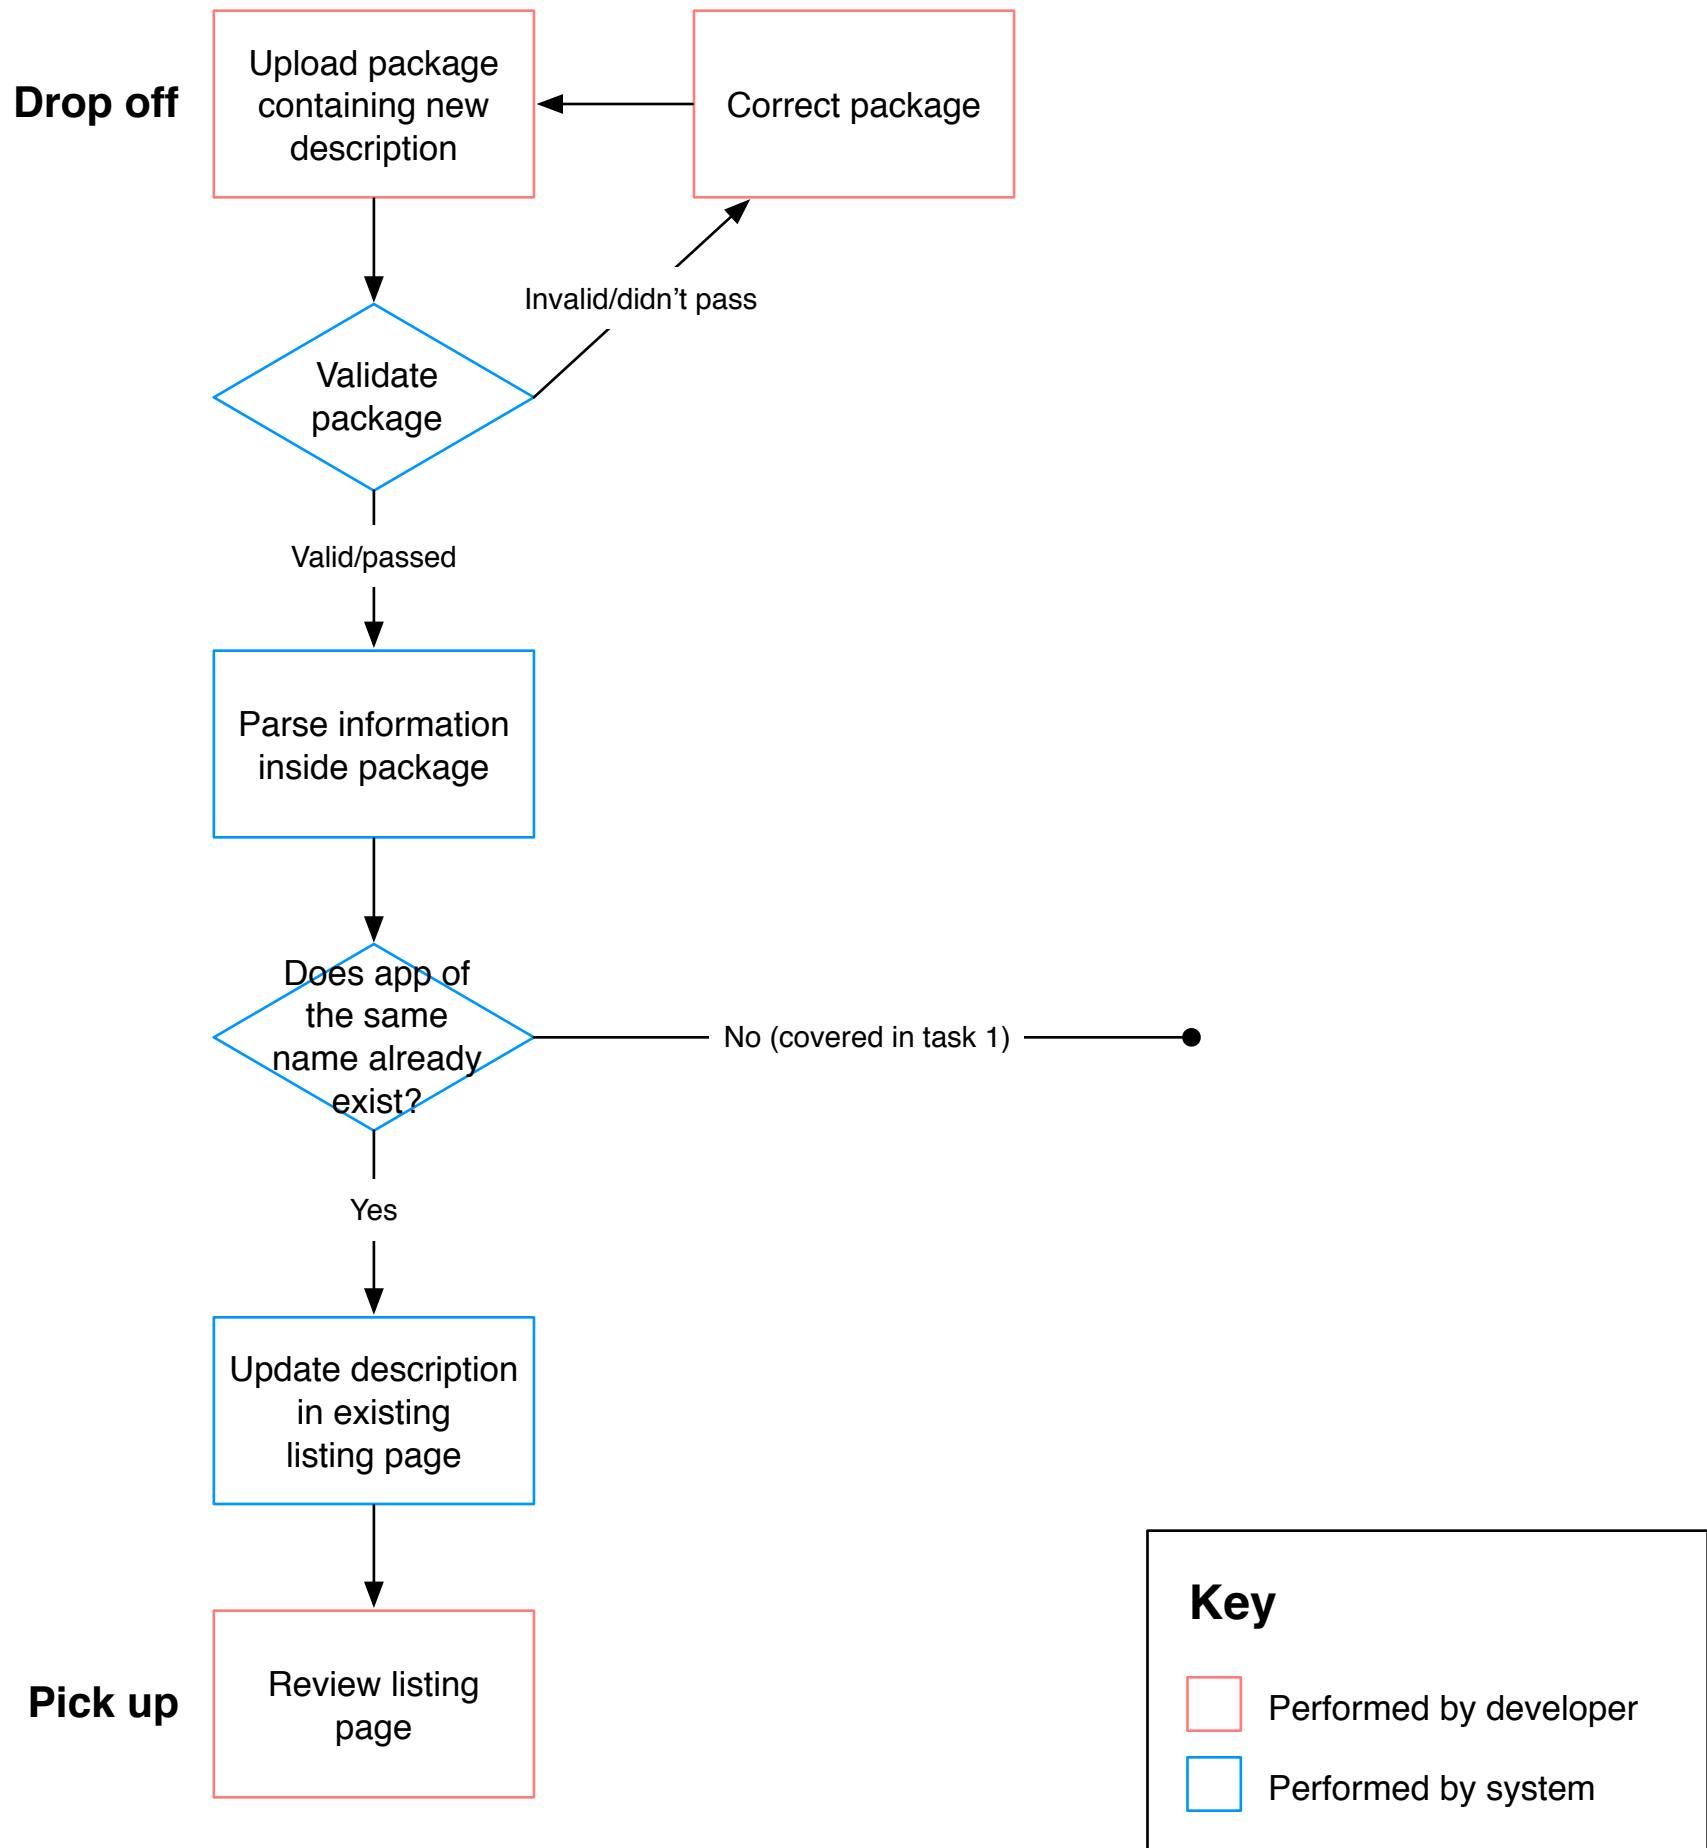 Drop off
Upload package
containing new
description
Correct package
Invalid/didn’t pass
Validate
package
Valid/passed
Parse information
inside package
Does app of
the same
name already
exist?
No (covered in task 1)
Yes
Update description
in existing
listing page
Pick up
Review listing
page
Key
Performed by developer
Performed by system